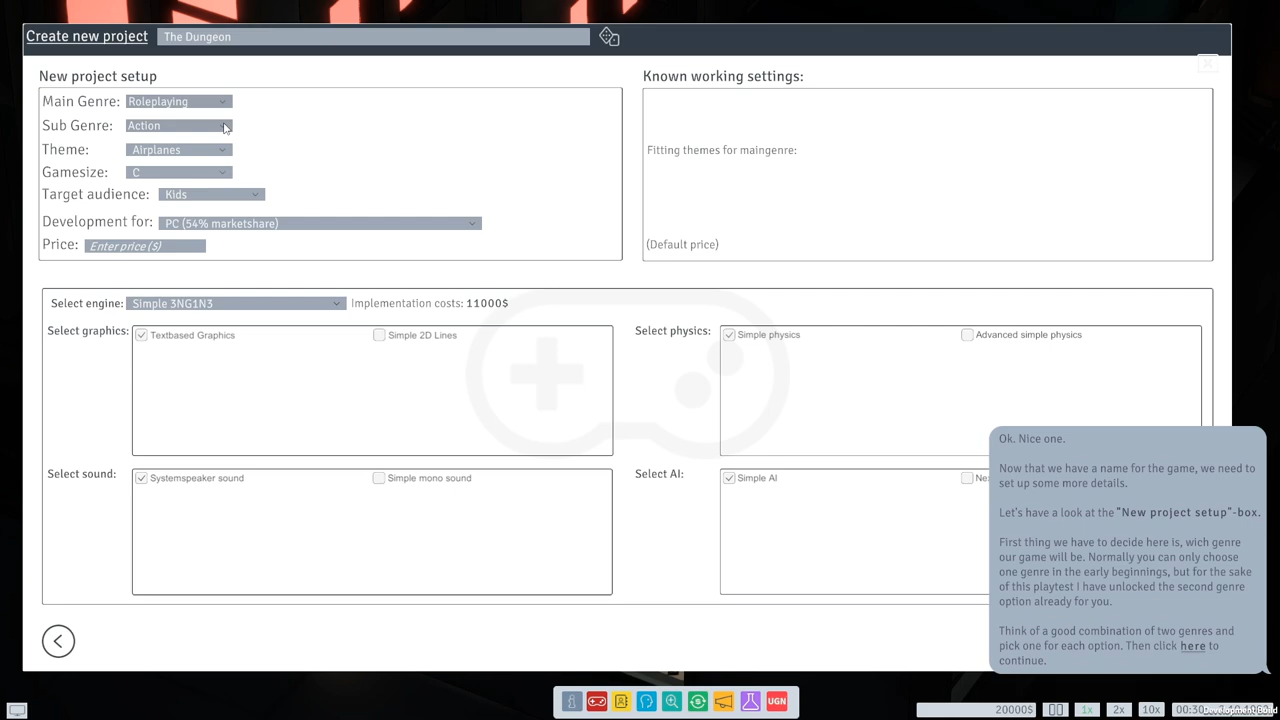 Create new project
The Dungeon
New project setup
Main Genre: Roleplaying
Sub Genre: Action
Theme: Airplanes
Gamesize: C
Target audience: Kids
Development for: PC (54% marketshare)
Price: Enter price ($)
Known working settings:
Fitting themes for maingenre:
(Default price)
Select engine: Simple 3NG1N3 Implementation costs: 11000$
Select graphics: Textbased Graphics Simple 2D Lines
Select physics: Simple physics Advanced simple physics
Select sound: Systemspeaker sound Simple mono sound
Select AI: Simple AI
Ok. Nice one.
Now that we have a name for the game, we need to
set up some more details.
Let's have a look at the "New project setup"-box.
First thing we have to decide here is, wich genre
our game will be. Normally you can only choose
one genre in the early beginnings, but for the sake
of this playtest I have unlocked the second genre
option already for you.
Think of a good combination of two genres and
pick one for each option. Then click here to
continue.
UGN
20000$ 1x 2x 10x 00:30
Development Build